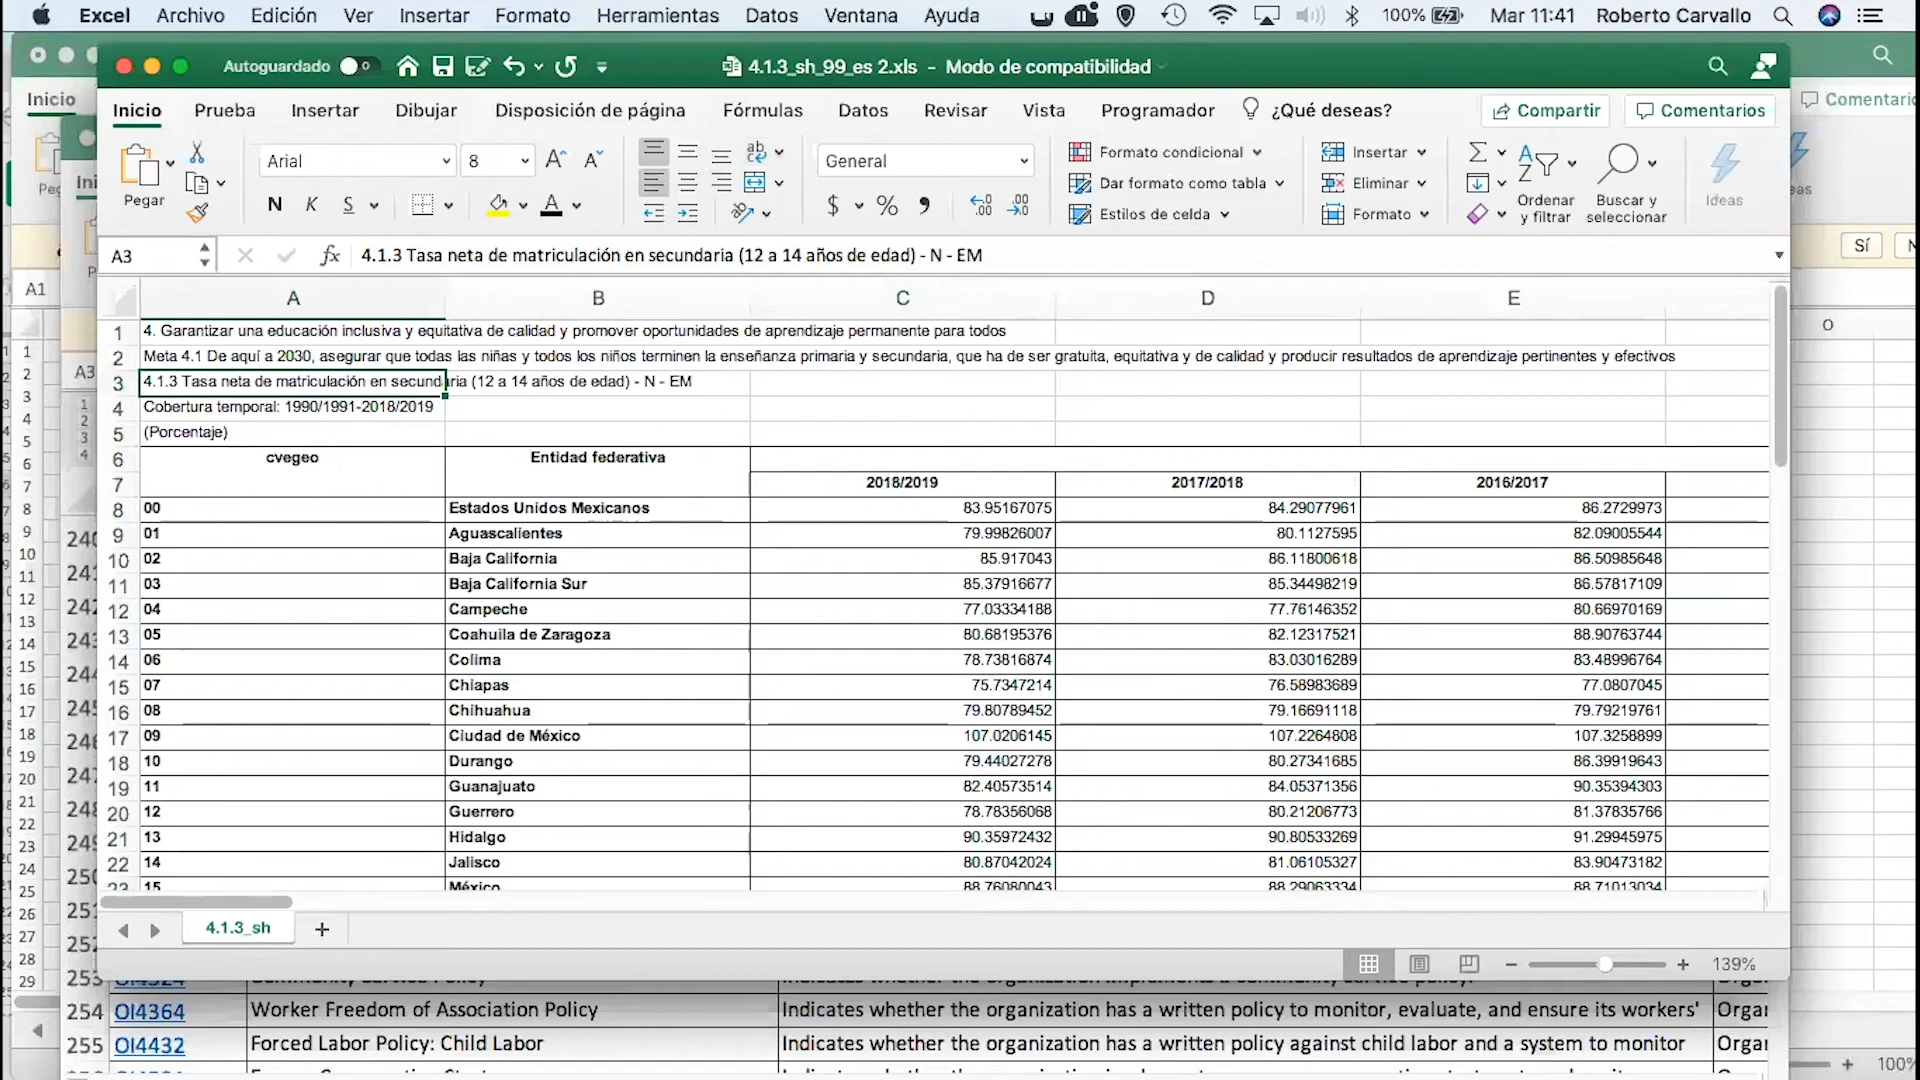 Excel Archivo Edición Ver Insertar Formato Herramientas Datos Ventana Ayuda 100% Mar 11:41 Roberto Carvallo
Autoguardado 4.1.3_sh_99_es 2.xls - Modo de compatibilidad
Inicio Prueba Insertar Dibujar Disposición de página Fórmulas Datos Revisar Vista Programador ¿Qué deseas? Compartir Comentarios
Inicio
Pegar
Arial 8
N K S
General
$ %
Formato condicional
Dar formato como tabla
Estilos de celda
Insertar
Eliminar
Formato
Ordenar y filtrar
Buscar y seleccionar
Ideas
Sí
A3 fx 4.1.3 Tasa neta de matriculación en secundaria (12 a 14 años de edad) - N - EM
A1
A3
A B C D E
O
1 4. Garantizar una educación inclusiva y equitativa de calidad y promover oportunidades de aprendizaje permanente para todos
2 Meta 4.1 De aquí a 2030, asegurar que todas las niñas y todos los niños terminen la enseñanza primaria y secundaria, que ha de ser gratuita, equitativa y de calidad y producir resultados de aprendizaje pertinentes y efectivos
3 4.1.3 Tasa neta de matriculación en secundaria (12 a 14 años de edad) - N - EM
4 Cobertura temporal: 1990/1991-2018/2019
5 (Porcentaje)
6 cvegeo Entidad federativa
7 2018/2019 2017/2018 2016/2017
8 00 Estados Unidos Mexicanos 83.95167075 84.29077961 86.2729973
9 01 Aguascalientes 79.99826007 80.1127595 82.09005544
10 02 Baja California 85.917043 86.11800618 86.50985648
11 03 Baja California Sur 85.37916677 85.34498219 86.57817109
12 04 Campeche 77.03334188 77.76146352 80.66970169
13 05 Coahuila de Zaragoza 80.68195376 82.12317521 88.90763744
14 06 Colima 78.73816874 83.03016289 83.48996764
15 07 Chiapas 75.7347214 76.58983689 77.0807045
16 08 Chihuahua 79.80789452 79.16691118 79.79219761
17 09 Ciudad de México 107.0206145 107.2264808 107.3258899
18 10 Durango 79.44027278 80.27341685 86.39919643
19 11 Guanajuato 82.40573514 84.05371356 90.35394303
20 12 Guerrero 78.78356068 80.21206773 81.37835766
21 13 Hidalgo 90.35972432 90.80533269 91.29945975
22 14 Jalisco 80.87042024 81.06105327 83.90473182
23 15 México 88.76080043 88.29063334 88.71013034
4.1.3_sh
139%
254 OI4364 Worker Freedom of Association Policy Indicates whether the organization has a written policy to monitor, evaluate, and ensure its workers'
255 OI4432 Forced Labor Policy: Child Labor Indicates whether the organization has a written policy against child labor and a system to monitor
100%